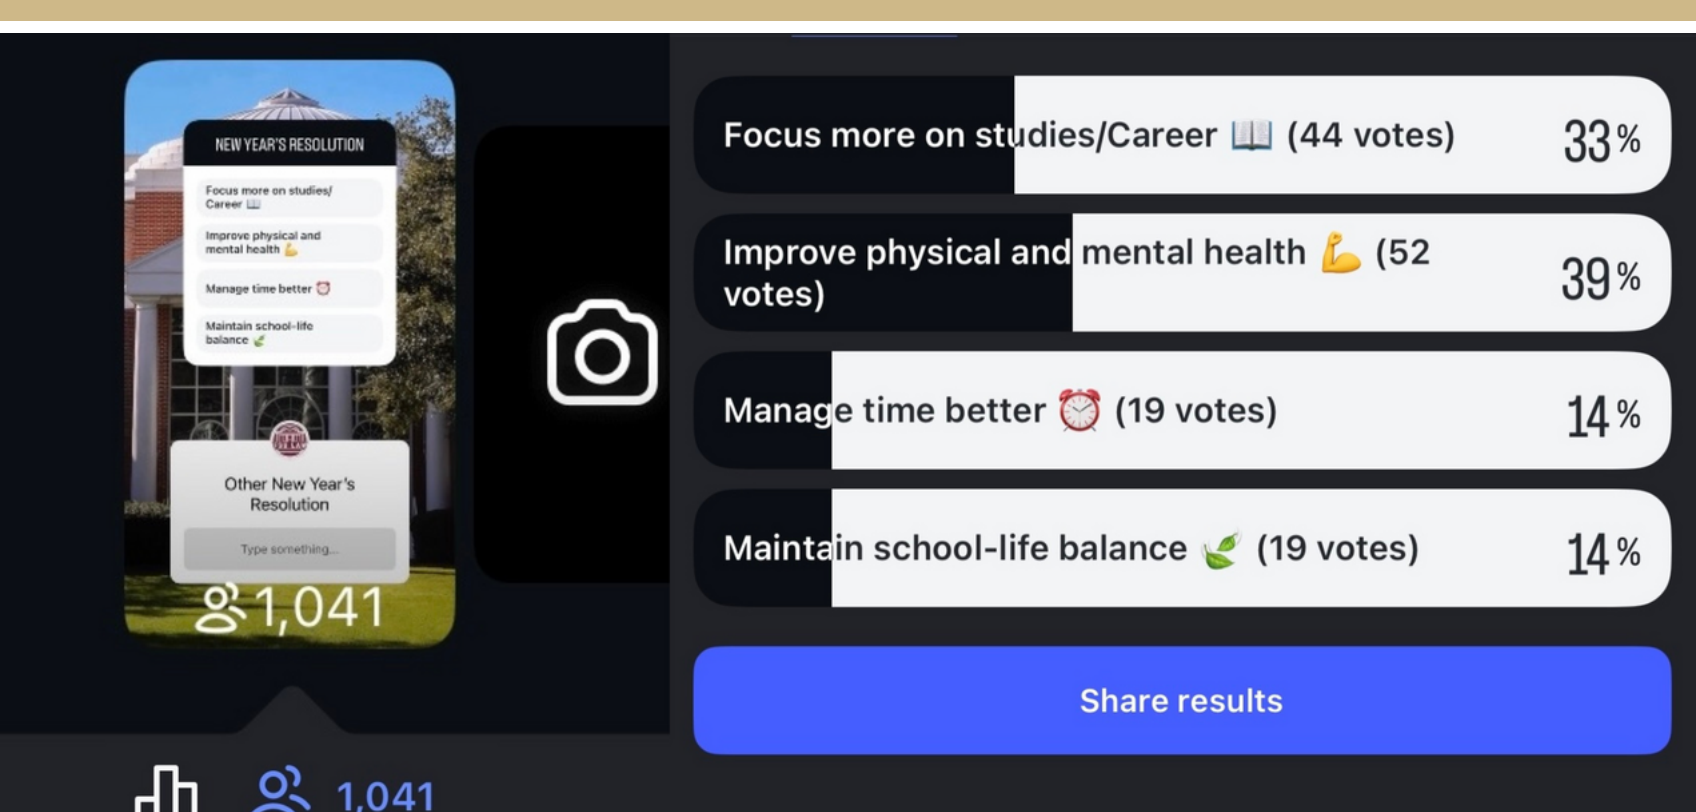 NEW YEAR'S RESOLUTION
Focus more on studies/
Career 📖
Improve physical and
mental health 💪
Manage time better ⏰
Maintain school-life
balance 🍃
Other New Year's
Resolution
Type something...
1,041
1,041
Focus more on studies/Career 📖 (44 votes) 33%
Improve physical and mental health 💪 (52
votes) 39%
Manage time better ⏰ (19 votes) 14%
Maintain school-life balance 🍃 (19 votes) 14%
Share results